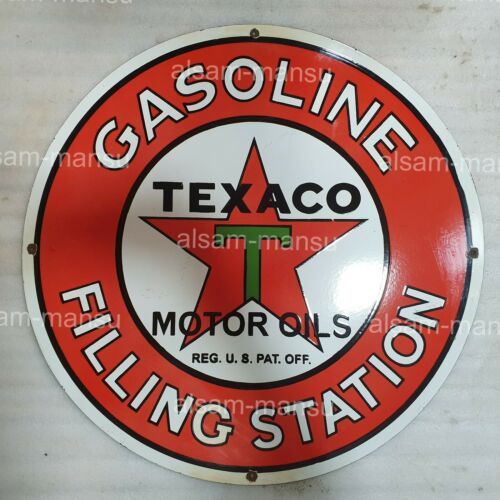 GASOLINE
TEXACO
T
MOTOR OILS
REG. U. S. PAT. OFF.
FILLING STATION
alsam-mansu
alsam-mansu
alsam-mansu
alsam-mansu
alsam-mansu
alsam-mansu
alsam-mansu